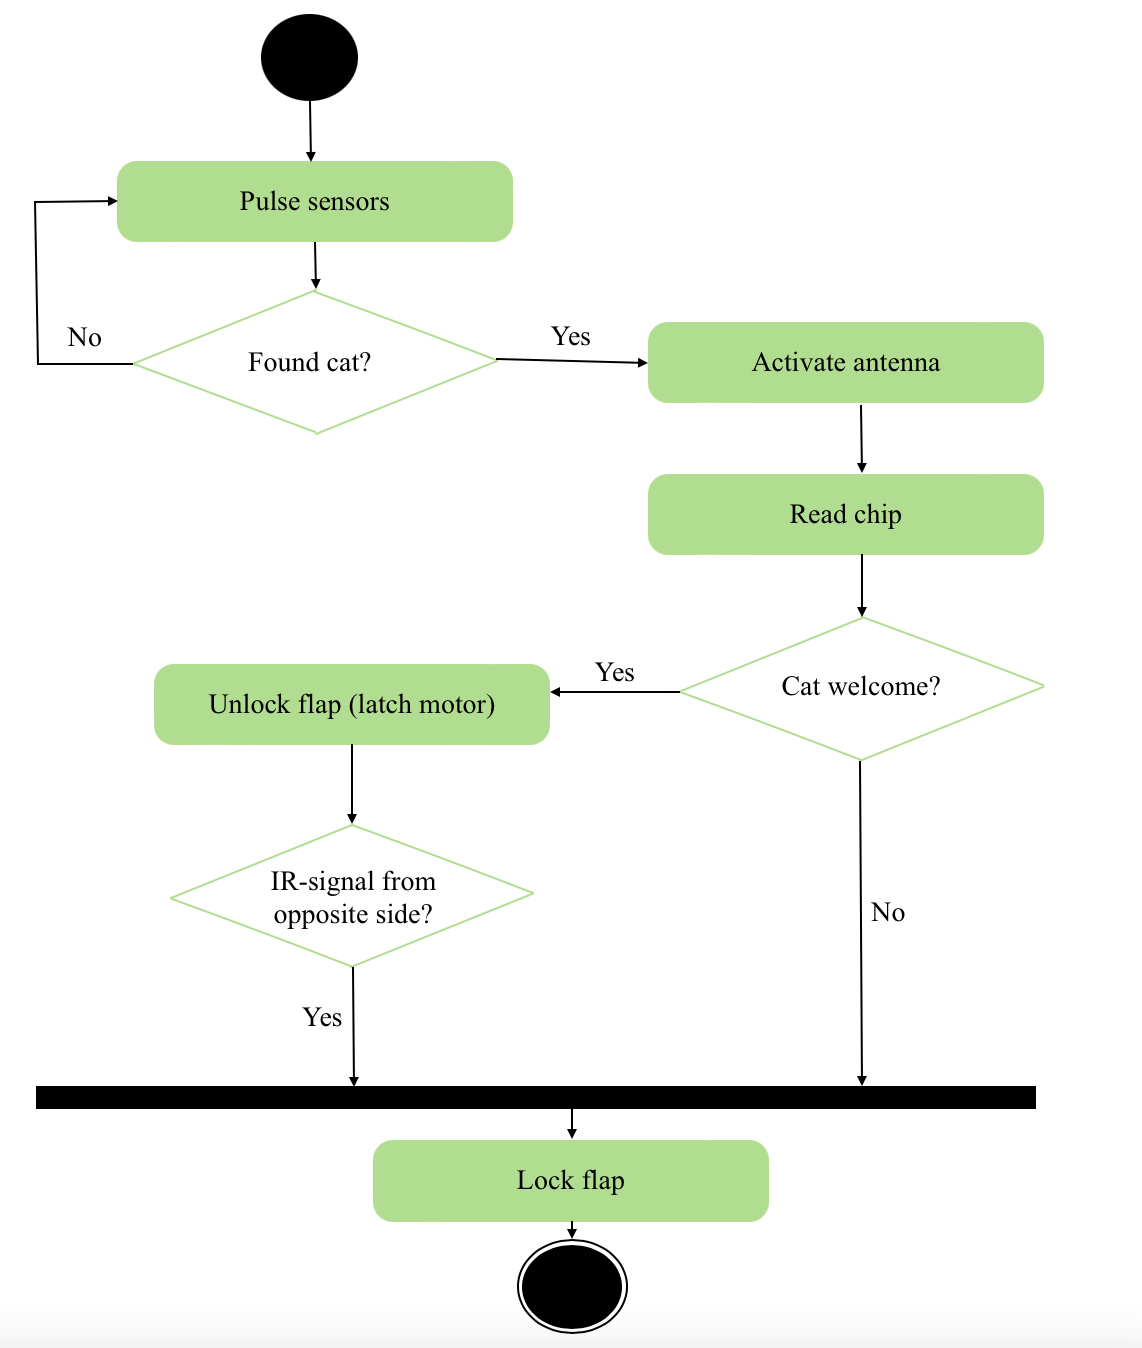 Pulse sensors
No
Found cat?
Yes
Activate antenna
Read chip
Cat welcome?
Yes
Unlock flap (latch motor)
IR-signal from
opposite side?
No
Yes
Lock flap